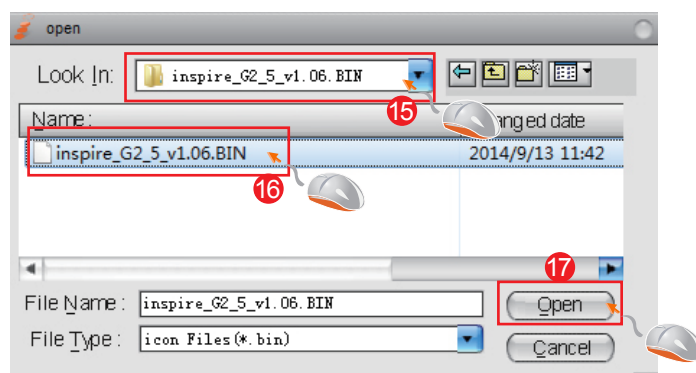 open
Look In: inspire_G2_5_v1.06.BIN
15
Name: anged date
inspire_G2_5_v1.06.BIN 2014/9/13 11:42
16
17
File Name: inspire_G2_5_v1.06.BIN Open
File Type: icon Files(*.bin) Cancel